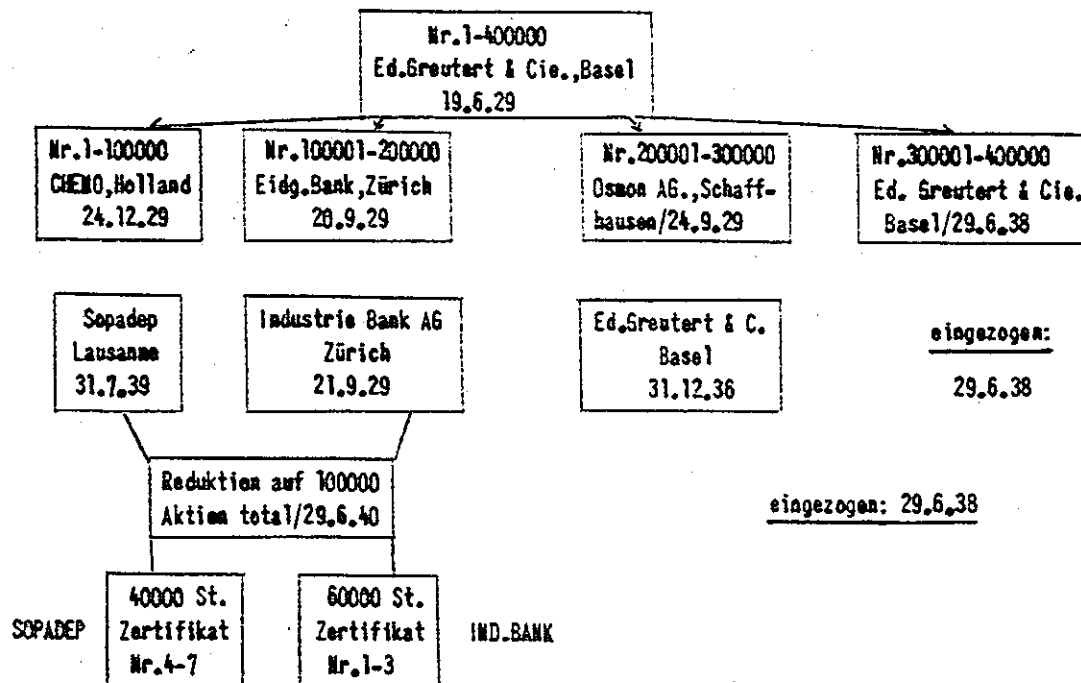 Nr.1-400000
Ed.Greutert & Cie.,Basel
19.6.29
Nr.1-100000
CHEMO,Holland
24.12.29
Nr.100001-200000
Eidg.Bank,Zürich
20.9.29
Nr.200001-300000
Osmon AG.,Schaff-
hausen/24.9.29
Nr.300001-400000
Ed. Greutert & Cie.
Basel/29.6.38
Sopadep
Lausanne
31.7.39
Industrie Bank AG
Zürich
21.9.29
Ed.Greutert & C.
Basel
31.12.36
eingezogen:
29.6.38
Reduktion auf 100000
Aktien total/29.6.40
eingezogen: 29.6.38
SOPADEP
40000 St.
Zertifikat
Nr.4-7
60000 St.
Zertifikat
Nr.1-3
IND.BANK